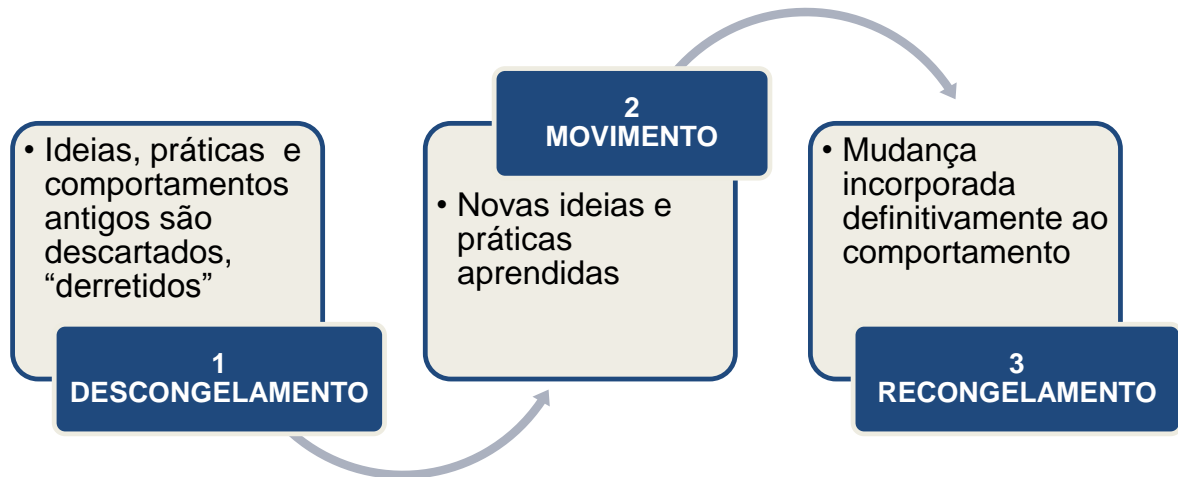 • Ideias, práticas e
comportamentos
antigos são
descartados,
“derretidos”
1
DESCONGELAMENTO
2
MOVIMENTO
• Novas ideias e
práticas
aprendidas
• Mudança
incorporada
definitivamente ao
comportamento
3
RECONGELAMENTO